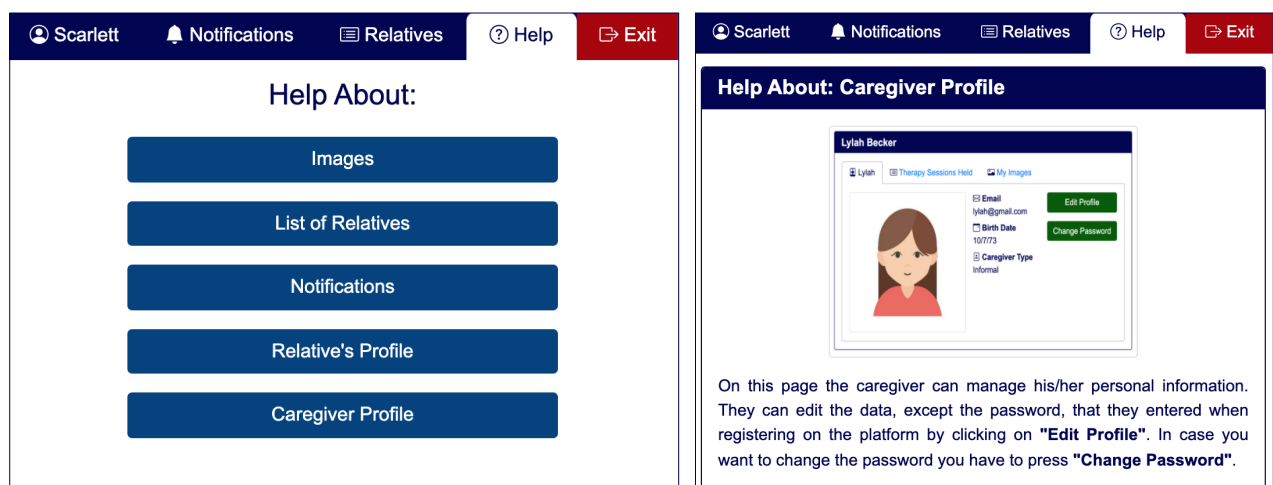 Scarlett Notifications Relatives Help Exit
Help About:
Images
List of Relatives
Notifications
Relative's Profile
Caregiver Profile
Scarlett Notifications Relatives Help Exit
Help About: Caregiver Profile
Lylah Becker
Lylah Therapy Sessions Held My Images
Email
lylah@gmail.com
Birth Date
10/7/73
Caregiver Type
Informal
Edit Profile
Change Password
On this page the caregiver can manage his/her personal information.
They can edit the data, except the password, that they entered when
registering on the platform by clicking on "Edit Profile". In case you
want to change the password you have to press "Change Password".